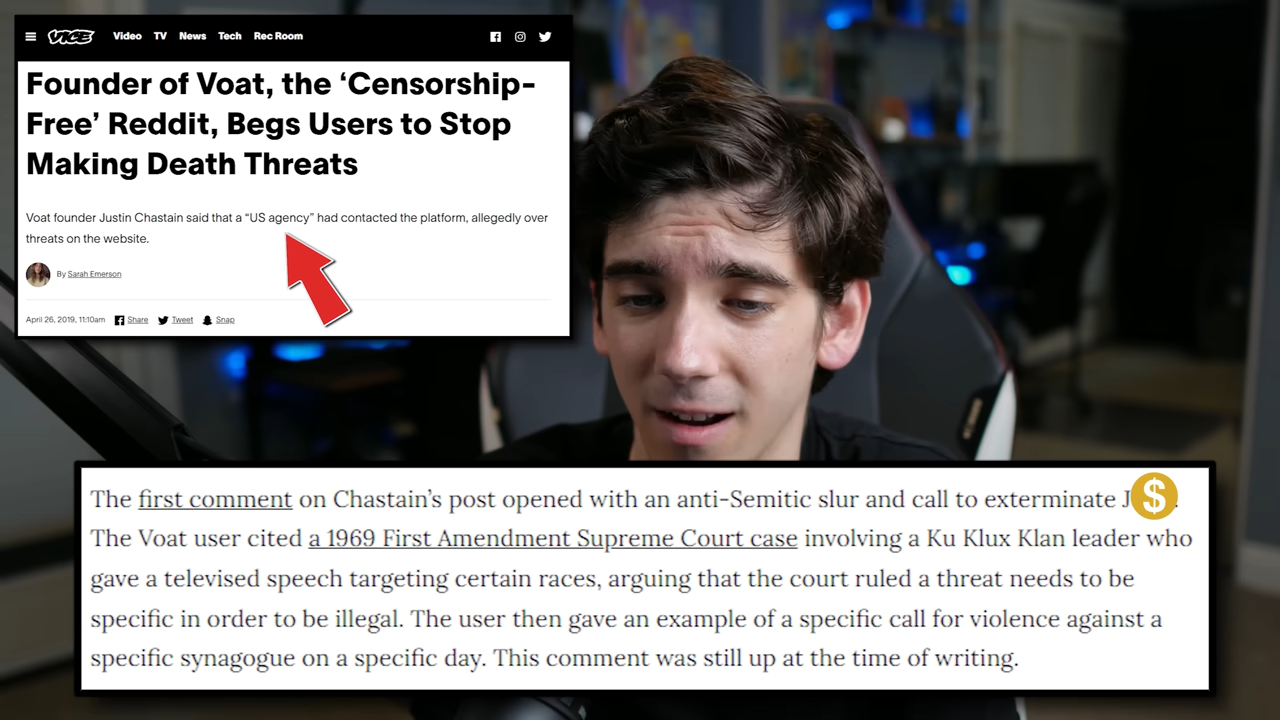 VICE Video TV News Tech Rec Room
Founder of Voat, the ‘Censorship-
Free’ Reddit, Begs Users to Stop
Making Death Threats
Voat founder Justin Chastain said that a “US agency” had contacted the platform, allegedly over
threats on the website.
By Sarah Emerson
April 26, 2019, 11:10am Share Tweet Snap
The first comment on Chastain’s post opened with an anti-Semitic slur and call to exterminate J $ .
The Voat user cited a 1969 First Amendment Supreme Court case involving a Ku Klux Klan leader who
gave a televised speech targeting certain races, arguing that the court ruled a threat needs to be
specific in order to be illegal. The user then gave an example of a specific call for violence against a
specific synagogue on a specific day. This comment was still up at the time of writing.